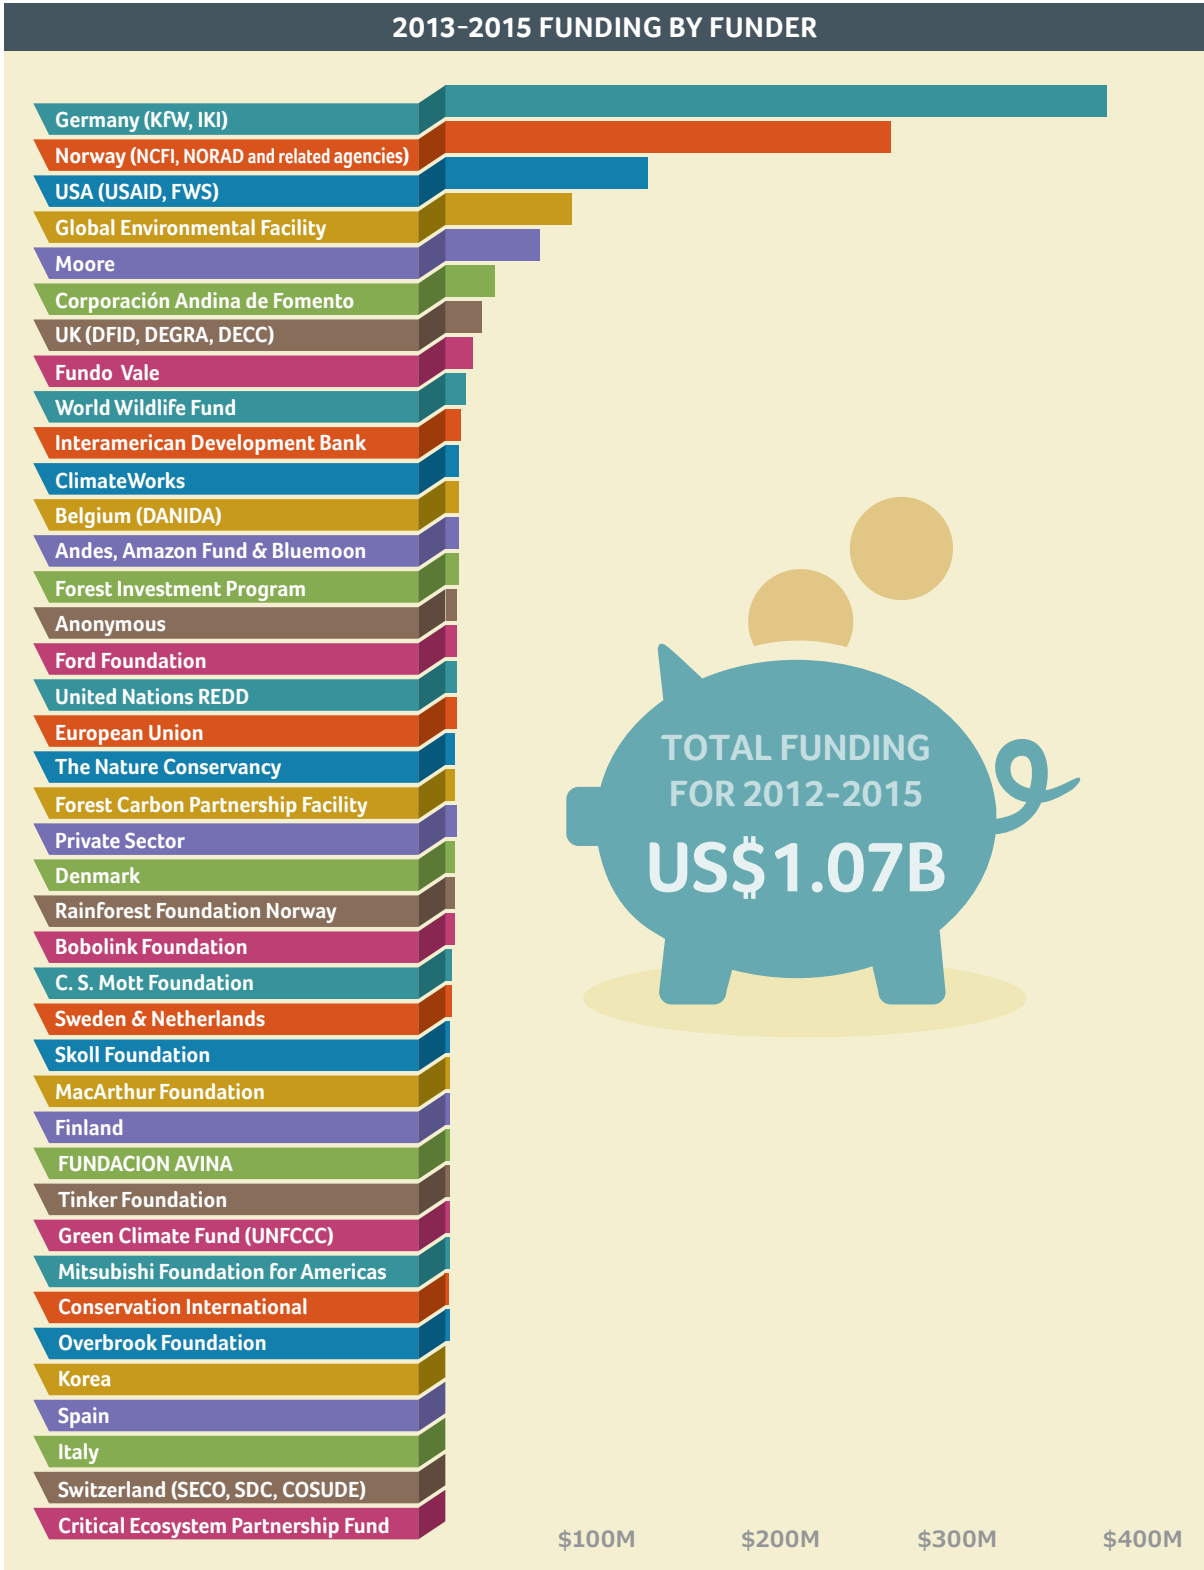 2013-2015 FUNDING BY FUNDER
Germany (KfW, IKI)
Norway (NCFI, NORAD and related agencies)
USA (USAID, FWS)
Global Environmental Facility
Moore
Corporación Andina de Fomento
UK (DFID, DEGRA, DECC)
Fundo Vale
World Wildlife Fund
Interamerican Development Bank
ClimateWorks
Belgium (DANIDA)
Andes, Amazon Fund & Bluemoon
Forest Investment Program
Anonymous
Ford Foundation
United Nations REDD
European Union
The Nature Conservancy
Forest Carbon Partnership Facility
Private Sector
Denmark
Rainforest Foundation Norway
Bobolink Foundation
C. S. Mott Foundation
Sweden & Netherlands
Skoll Foundation
MacArthur Foundation
Finland
FUNDACION AVINA
Tinker Foundation
Green Climate Fund (UNFCCC)
Mitsubishi Foundation for Americas
Conservation International
Overbrook Foundation
Korea
Spain
Italy
Switzerland (SECO, SDC, COSUDE)
Critical Ecosystem Partnership Fund
TOTAL FUNDING
FOR 2012-2015
US$1.07B
$100M $200M $300M $400M